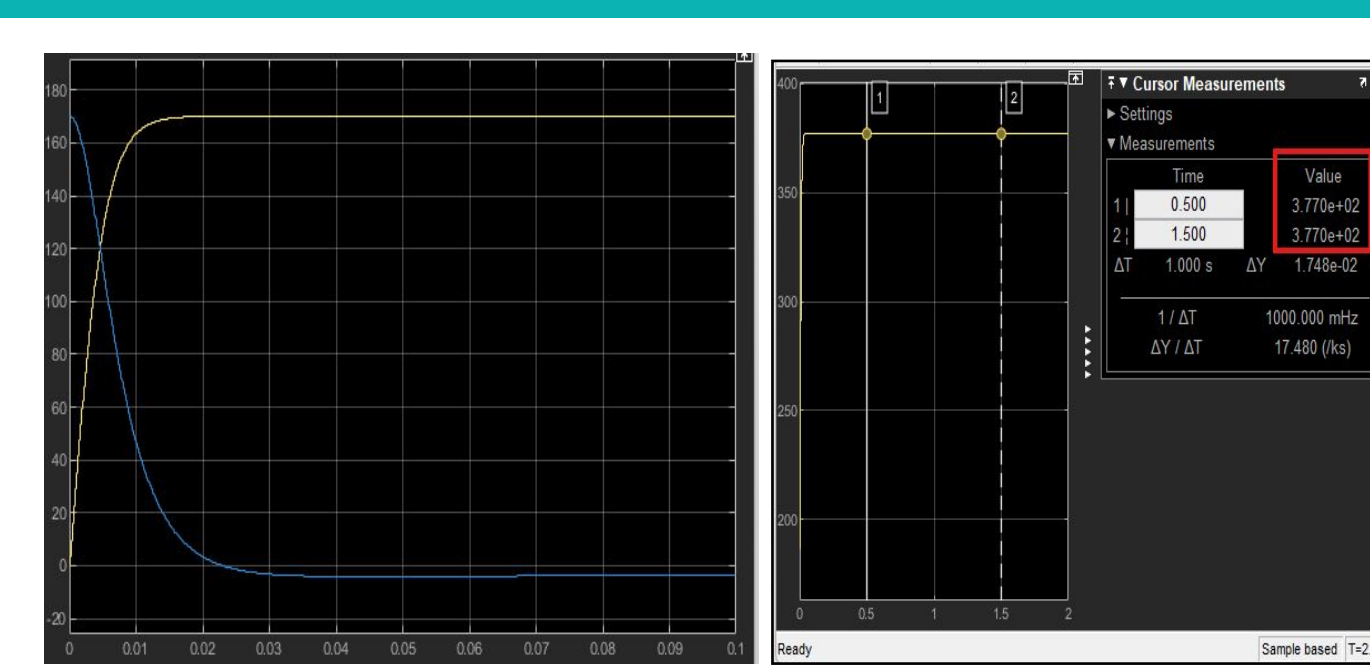 180
160
140
120
100
80
60
40
20
0
-20
0 0.01 0.02 0.03 0.04 0.05 0.06 0.07 0.08 0.09 0.1
400
350
300
250
200
0 0.5 1 1.5 2
1 2
Ready
Cursor Measurements
Settings
Measurements
Time Value
1 | 0.500 3.770e+02
2 ¦ 1.500 3.770e+02
ΔT 1.000 s ΔY 1.748e-02
1 / ΔT 1000.000 mHz
ΔY / ΔT 17.480 (/ks)
Sample based T=2